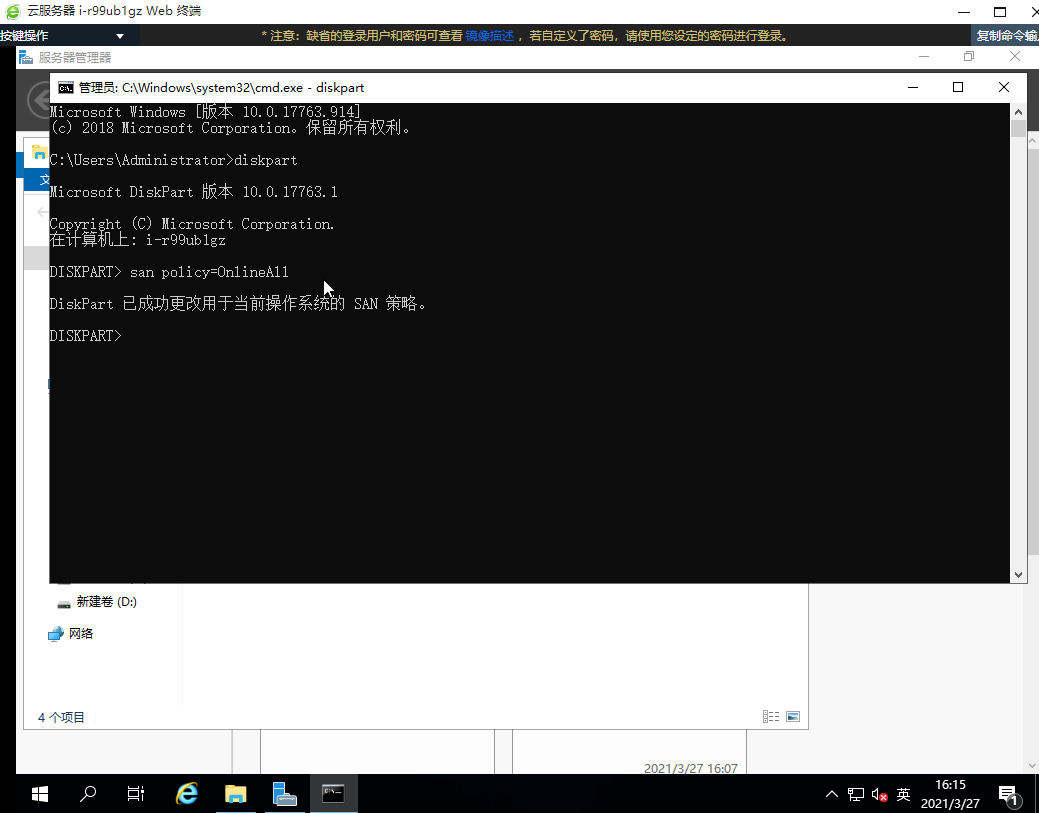 云服务器 i-r99ub1gz Web 终端
按键操作
* 注意：缺省的登录用户和密码可查看 镜像描述 ，若自定义了密码，请使用您设定的密码进行登录。
复制命令输
服务器管理器
管理员: C:\Windows\system32\cmd.exe - diskpart
Microsoft Windows [版本 10.0.17763.914]
(c) 2018 Microsoft Corporation。保留所有权利。
C:\Users\Administrator>diskpart
文
Microsoft DiskPart 版本 10.0.17763.1
Copyright (C) Microsoft Corporation.
在计算机上: i-r99ub1gz
DISKPART> san policy=OnlineAll
DiskPart 已成功更改用于当前操作系统的 SAN 策略。
DISKPART>
新建卷 (D:)
网络
4 个项目
2021/3/27 16:07
英
16:15
2021/3/27
1